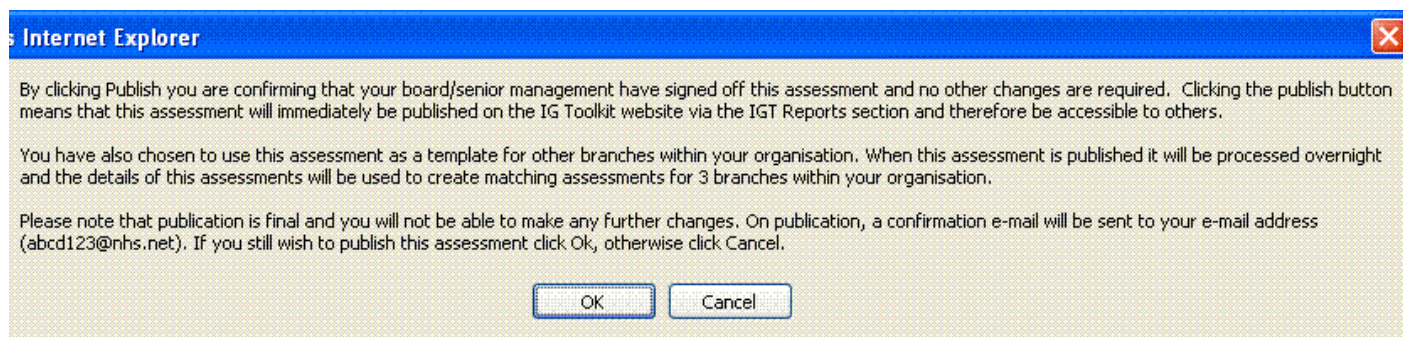 s Internet Explorer
By clicking Publish you are confirming that your board/senior management have signed off this assessment and no other changes are required. Clicking the publish button
means that this assessment will immediately be published on the IG Toolkit website via the IGT Reports section and therefore be accessible to others.
You have also chosen to use this assessment as a template for other branches within your organisation. When this assessment is published it will be processed overnight
and the details of this assessments will be used to create matching assessments for 3 branches within your organisation.
Please note that publication is final and you will not be able to make any further changes. On publication, a confirmation e-mail will be sent to your e-mail address
(abcd123@nhs.net). If you still wish to publish this assessment click Ok, otherwise click Cancel.
OK Cancel